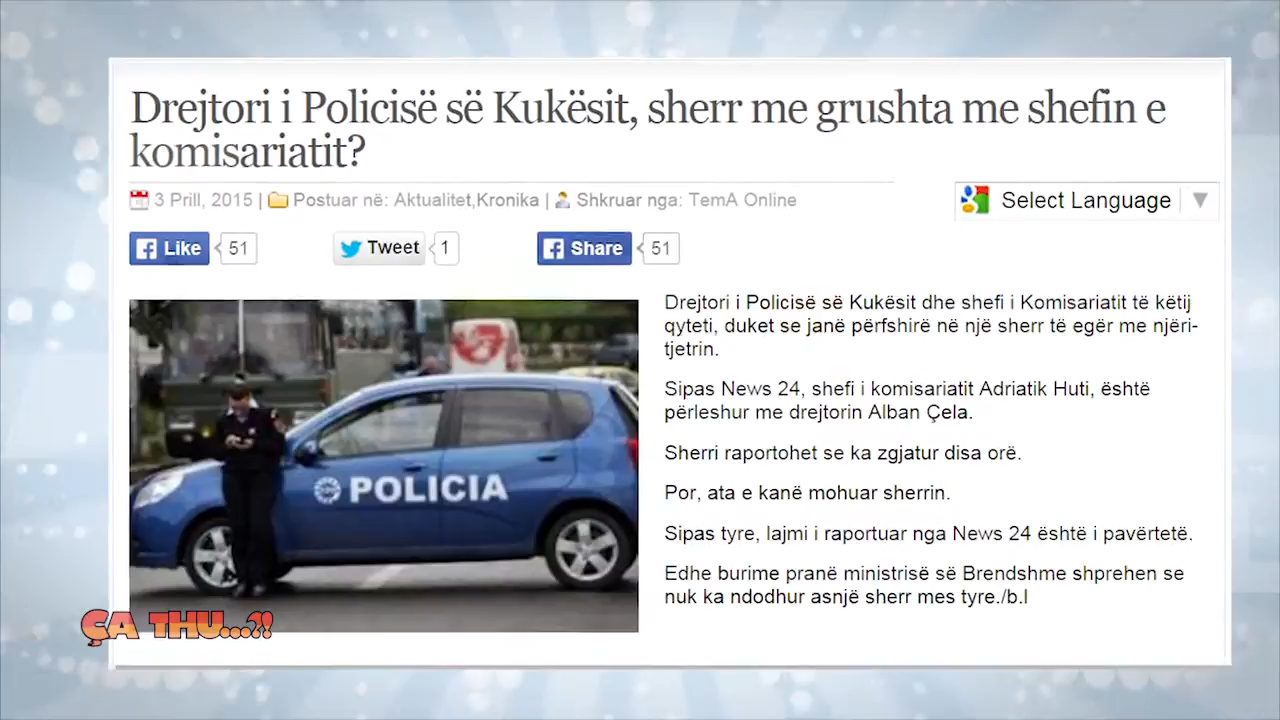 Drejtori i Policisë së Kukësit, sherr me grushta me shefin e
komisariatit?
3 Prill, 2015 | Postuar në: Aktualitet,Kronika | Shkruar nga: TemA Online
Select Language
Like 51
Tweet 1
Share 51
Drejtori i Policisë së Kukësit dhe shefi i Komisariatit të këtij
qyteti, duket se janë përfshirë në një sherr të egër me njëri-
tjetrin.
Sipas News 24, shefi i komisariatit Adriatik Huti, është
përleshur me drejtorin Alban Çela.
Sherri raportohet se ka zgjatur disa orë.
Por, ata e kanë mohuar sherrin.
Sipas tyre, lajmi i raportuar nga News 24 është i pavërtetë.
Edhe burime pranë ministrisë së Brendshme shprehen se
nuk ka ndodhur asnjë sherr mes tyre./b.l
POLICIA
ÇA THU...?!